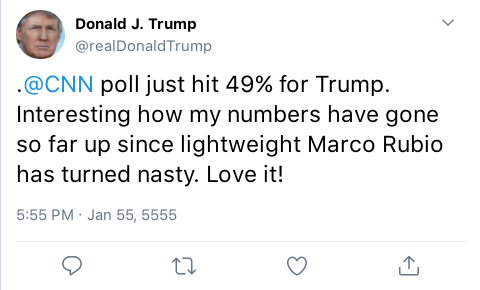 Donald J. Trump
@realDonaldTrump
.@CNN poll just hit 49% for Trump.
Interesting how my numbers have gone
so far up since lightweight Marco Rubio
has turned nasty. Love it!
5:55 PM · Jan 55, 5555